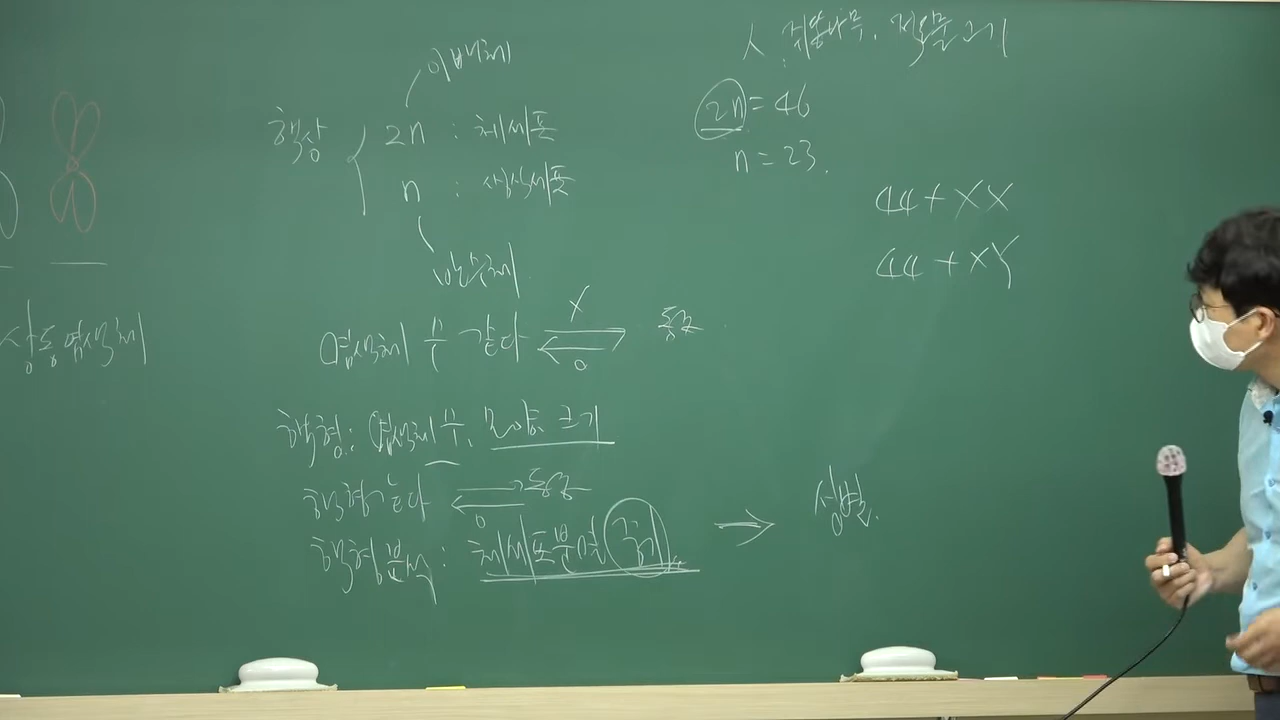 이배체
핵상 { 2n : 체세포
n : 생식세포
반수체
상동염색체
염색체 수 같다 X ⇄ O 동종
핵형 : 염색체 수, 모양, 크기
핵형 같다 ⇄ O 동종
핵형분석 : 체세포분열 중기
→ 성별
人
2n = 46
n = 23.
44 + XX
44 + XY